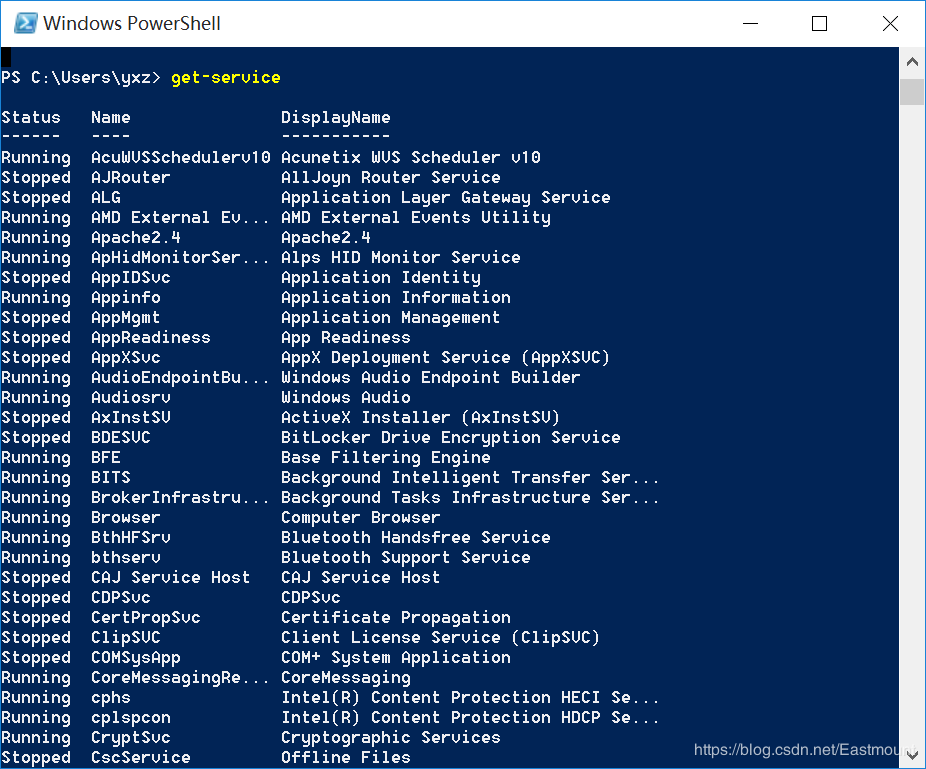 Windows PowerShell
PS C:\Users\yxz> get-service
Status Name DisplayName
------ ---- -----------
Running AcuWVSSchedulerv10 Acunetix WVS Scheduler v10
Stopped AJRouter AllJoyn Router Service
Stopped ALG Application Layer Gateway Service
Running AMD External Ev... AMD External Events Utility
Running Apache2.4 Apache2.4
Running ApHidMonitorSer... Alps HID Monitor Service
Stopped AppIDSvc Application Identity
Running Appinfo Application Information
Stopped AppMgmt Application Management
Stopped AppReadiness App Readiness
Stopped AppXSvc AppX Deployment Service (AppXSVC)
Running AudioEndpointBu... Windows Audio Endpoint Builder
Running Audiosrv Windows Audio
Stopped AxInstSV ActiveX Installer (AxInstSV)
Stopped BDESVC BitLocker Drive Encryption Service
Running BFE Base Filtering Engine
Running BITS Background Intelligent Transfer Ser...
Running BrokerInfrastru... Background Tasks Infrastructure Ser...
Running Browser Computer Browser
Running BthHFSrv Bluetooth Handsfree Service
Running bthserv Bluetooth Support Service
Stopped CAJ Service Host CAJ Service Host
Stopped CDPSvc CDPSvc
Stopped CertPropSvc Certificate Propagation
Stopped ClipSVC Client License Service (ClipSVC)
Stopped COMSysApp COM+ System Application
Running CoreMessagingRe... CoreMessaging
Running cphs Intel(R) Content Protection HECI Se...
Running cplspcon Intel(R) Content Protection HDCP Se...
Running CryptSvc Cryptographic Services
Stopped CscService Offline Files